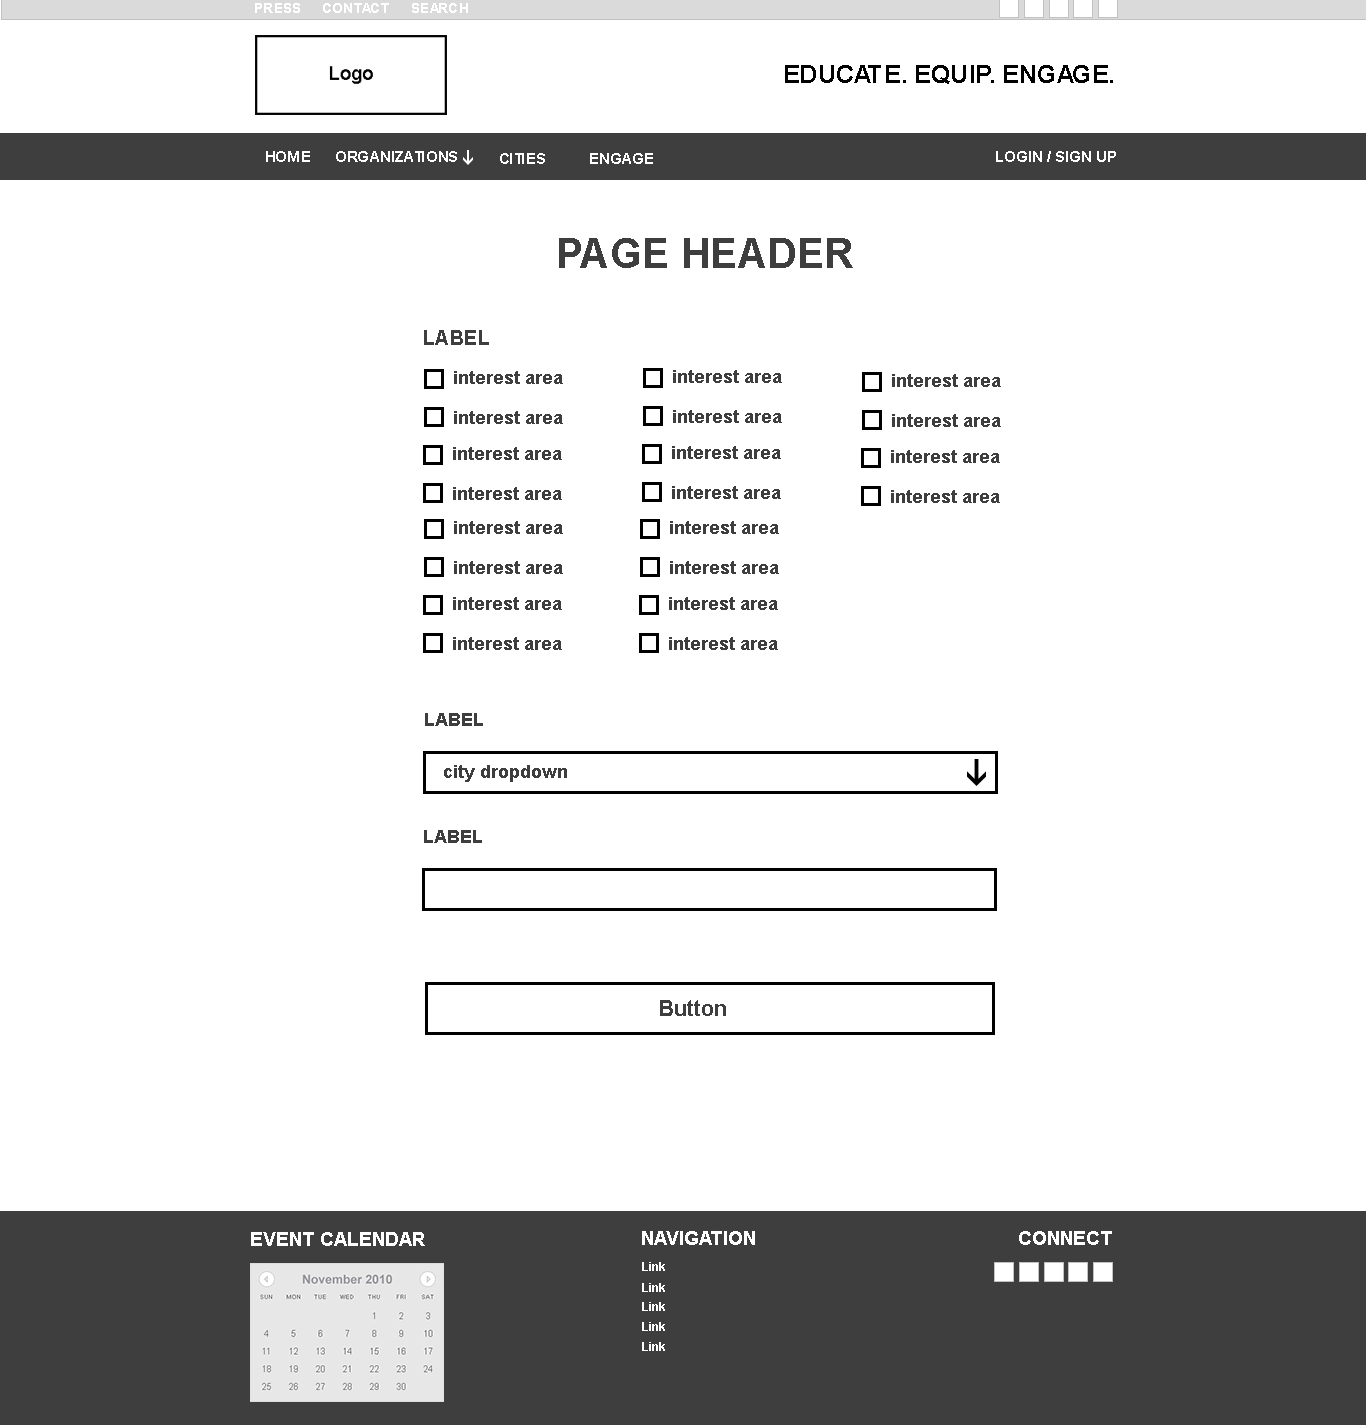 PRESS CONTACT SEARCH
Logo
EDUCATE. EQUIP. ENGAGE.
HOME ORGANIZATIONS CITIES ENGAGE LOGIN / SIGN UP
PAGE HEADER
LABEL
interest area interest area interest area
interest area interest area interest area
interest area interest area interest area
interest area interest area interest area
interest area interest area
interest area interest area
interest area interest area
interest area interest area
LABEL
city dropdown
LABEL
Button
EVENT CALENDAR
November 2010
SUN MON TUE WED THU FRI SAT
1 2 3
4 5 6 7 8 9 10
11 12 13 14 15 16 17
18 19 20 21 22 23 24
25 26 27 28 29 30
NAVIGATION
Link
Link
Link
Link
Link
CONNECT